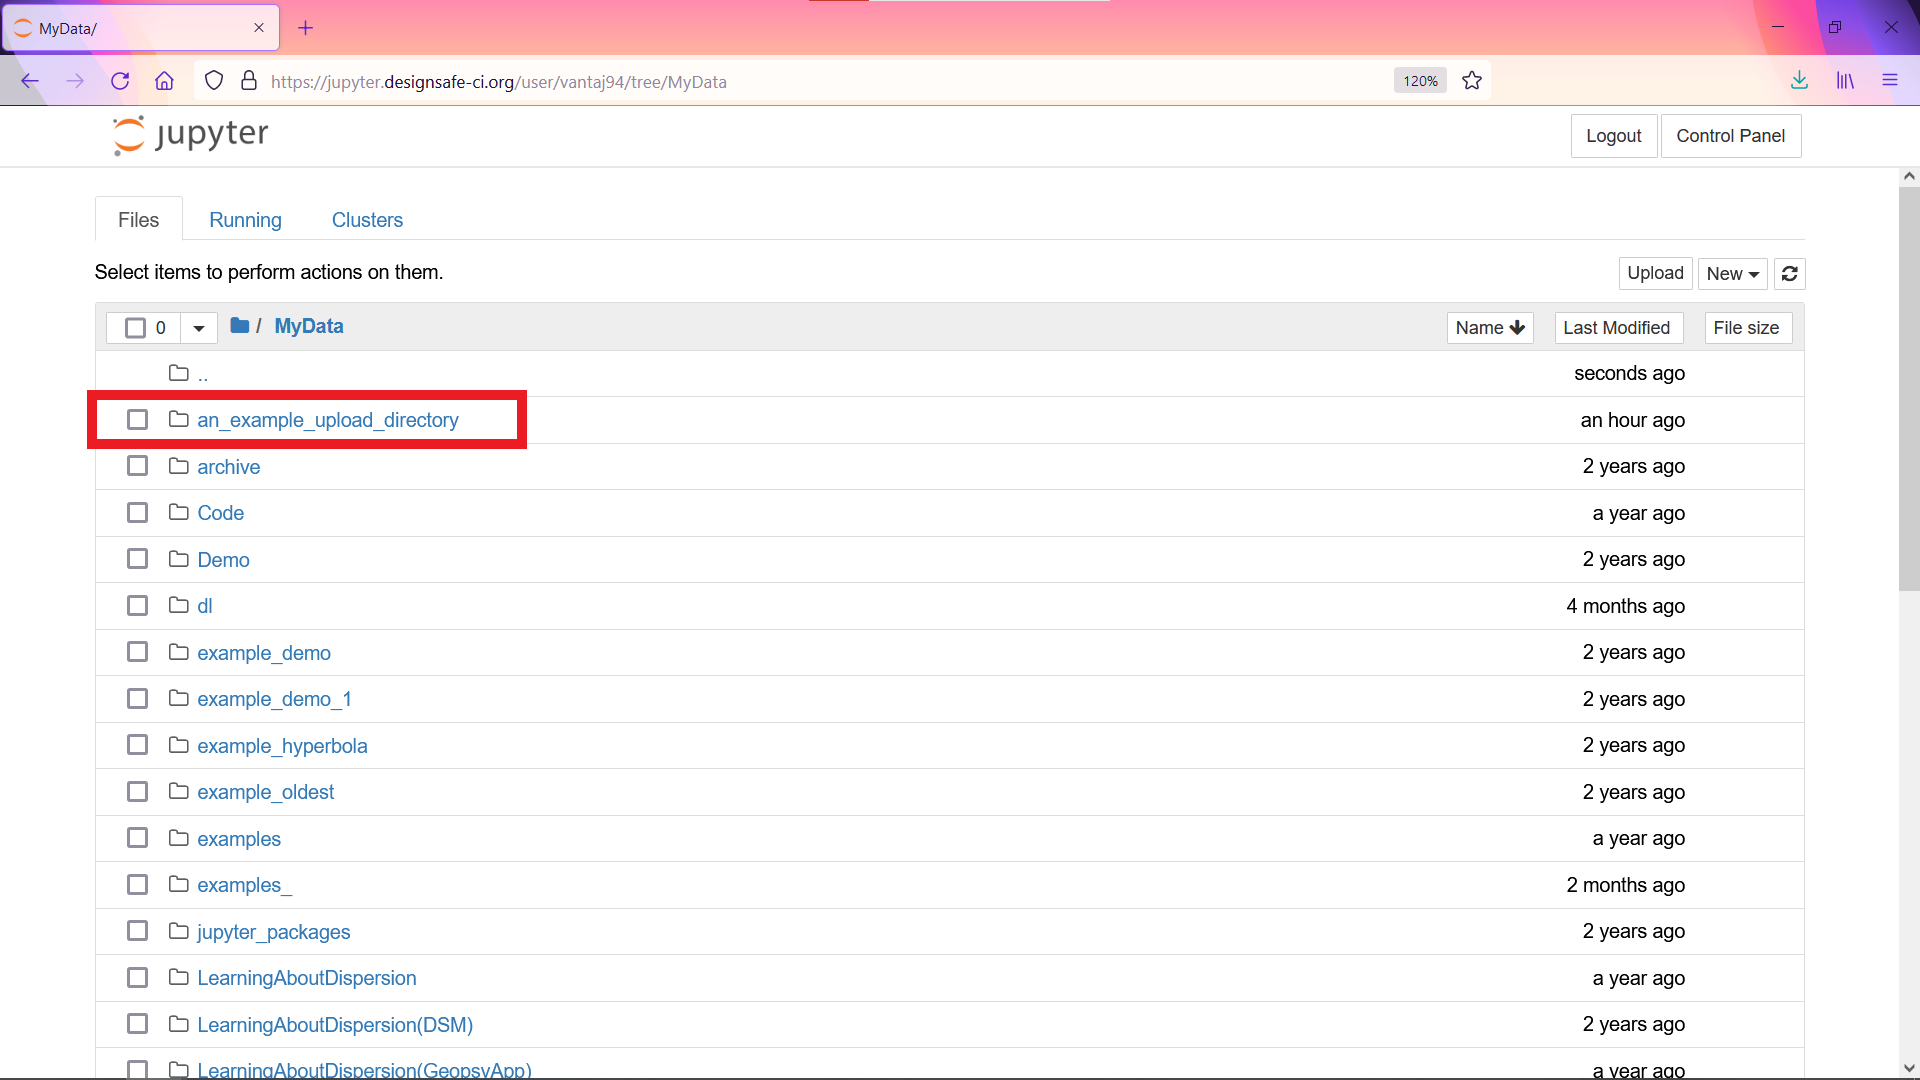 MyData/
https://jupyter.designsafe-ci.org/user/vantaj94/tree/MyData 120%
jupyter Logout Control Panel
Files Running Clusters
Select items to perform actions on them. Upload New
0 / MyData Name Last Modified File size
.. seconds ago
an_example_upload_directory an hour ago
archive 2 years ago
Code a year ago
Demo 2 years ago
dl 4 months ago
example_demo 2 years ago
example_demo_1 2 years ago
example_hyperbola 2 years ago
example_oldest 2 years ago
examples a year ago
examples_ 2 months ago
jupyter_packages 2 years ago
LearningAboutDispersion a year ago
LearningAboutDispersion(DSM) 2 years ago
LearningAboutDispersion(GeopsyApp) a year ago